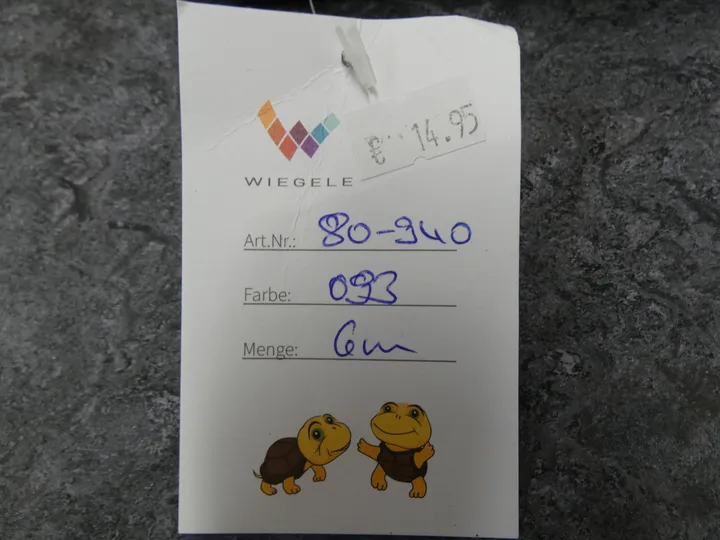 € 14.95
WIEGELE
Art.Nr.: 80-940
Farbe: 093
Menge: 6m